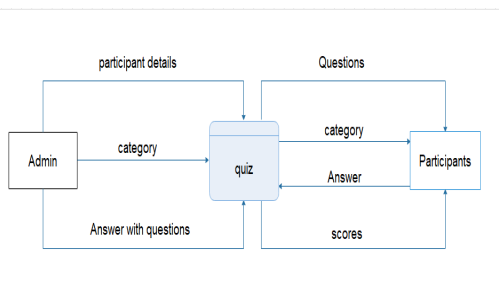 participant details
Questions
category
category
Admin
quiz
Participants
Answer
Answer with questions
scores